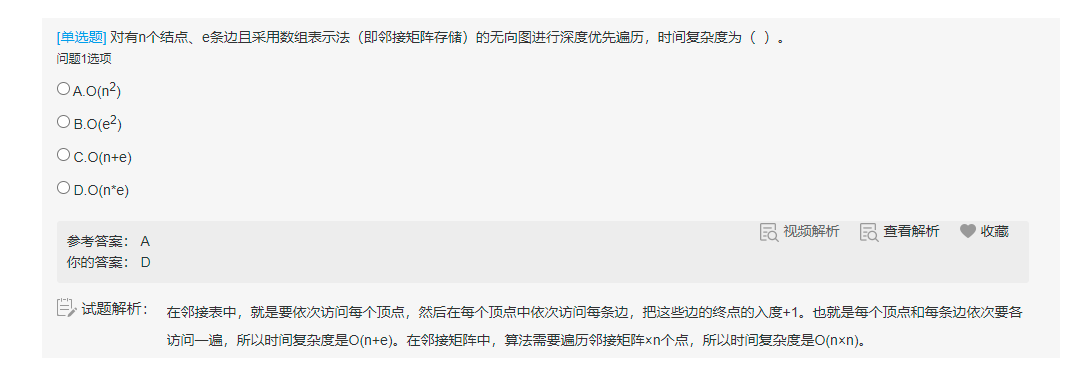 [单选题] 对有n个结点、e条边且采用数组表示法（即邻接矩阵存储）的无向图进行深度优先遍历，时间复杂度为（ ）。
问题1选项
A.O(n²)
B.O(e²)
C.O(n+e)
D.O(n*e)
视频解析 查看解析 收藏
参考答案： A
你的答案： D
试题解析： 在邻接表中，就是要依次访问每个顶点，然后在每个顶点中依次访问每条边，把这些边的终点的入度+1。也就是每个顶点和每条边依次要各
访问一遍，所以时间复杂度是O(n+e)。在邻接矩阵中，算法需要遍历邻接矩阵×n个点，所以时间复杂度是O(n×n)。